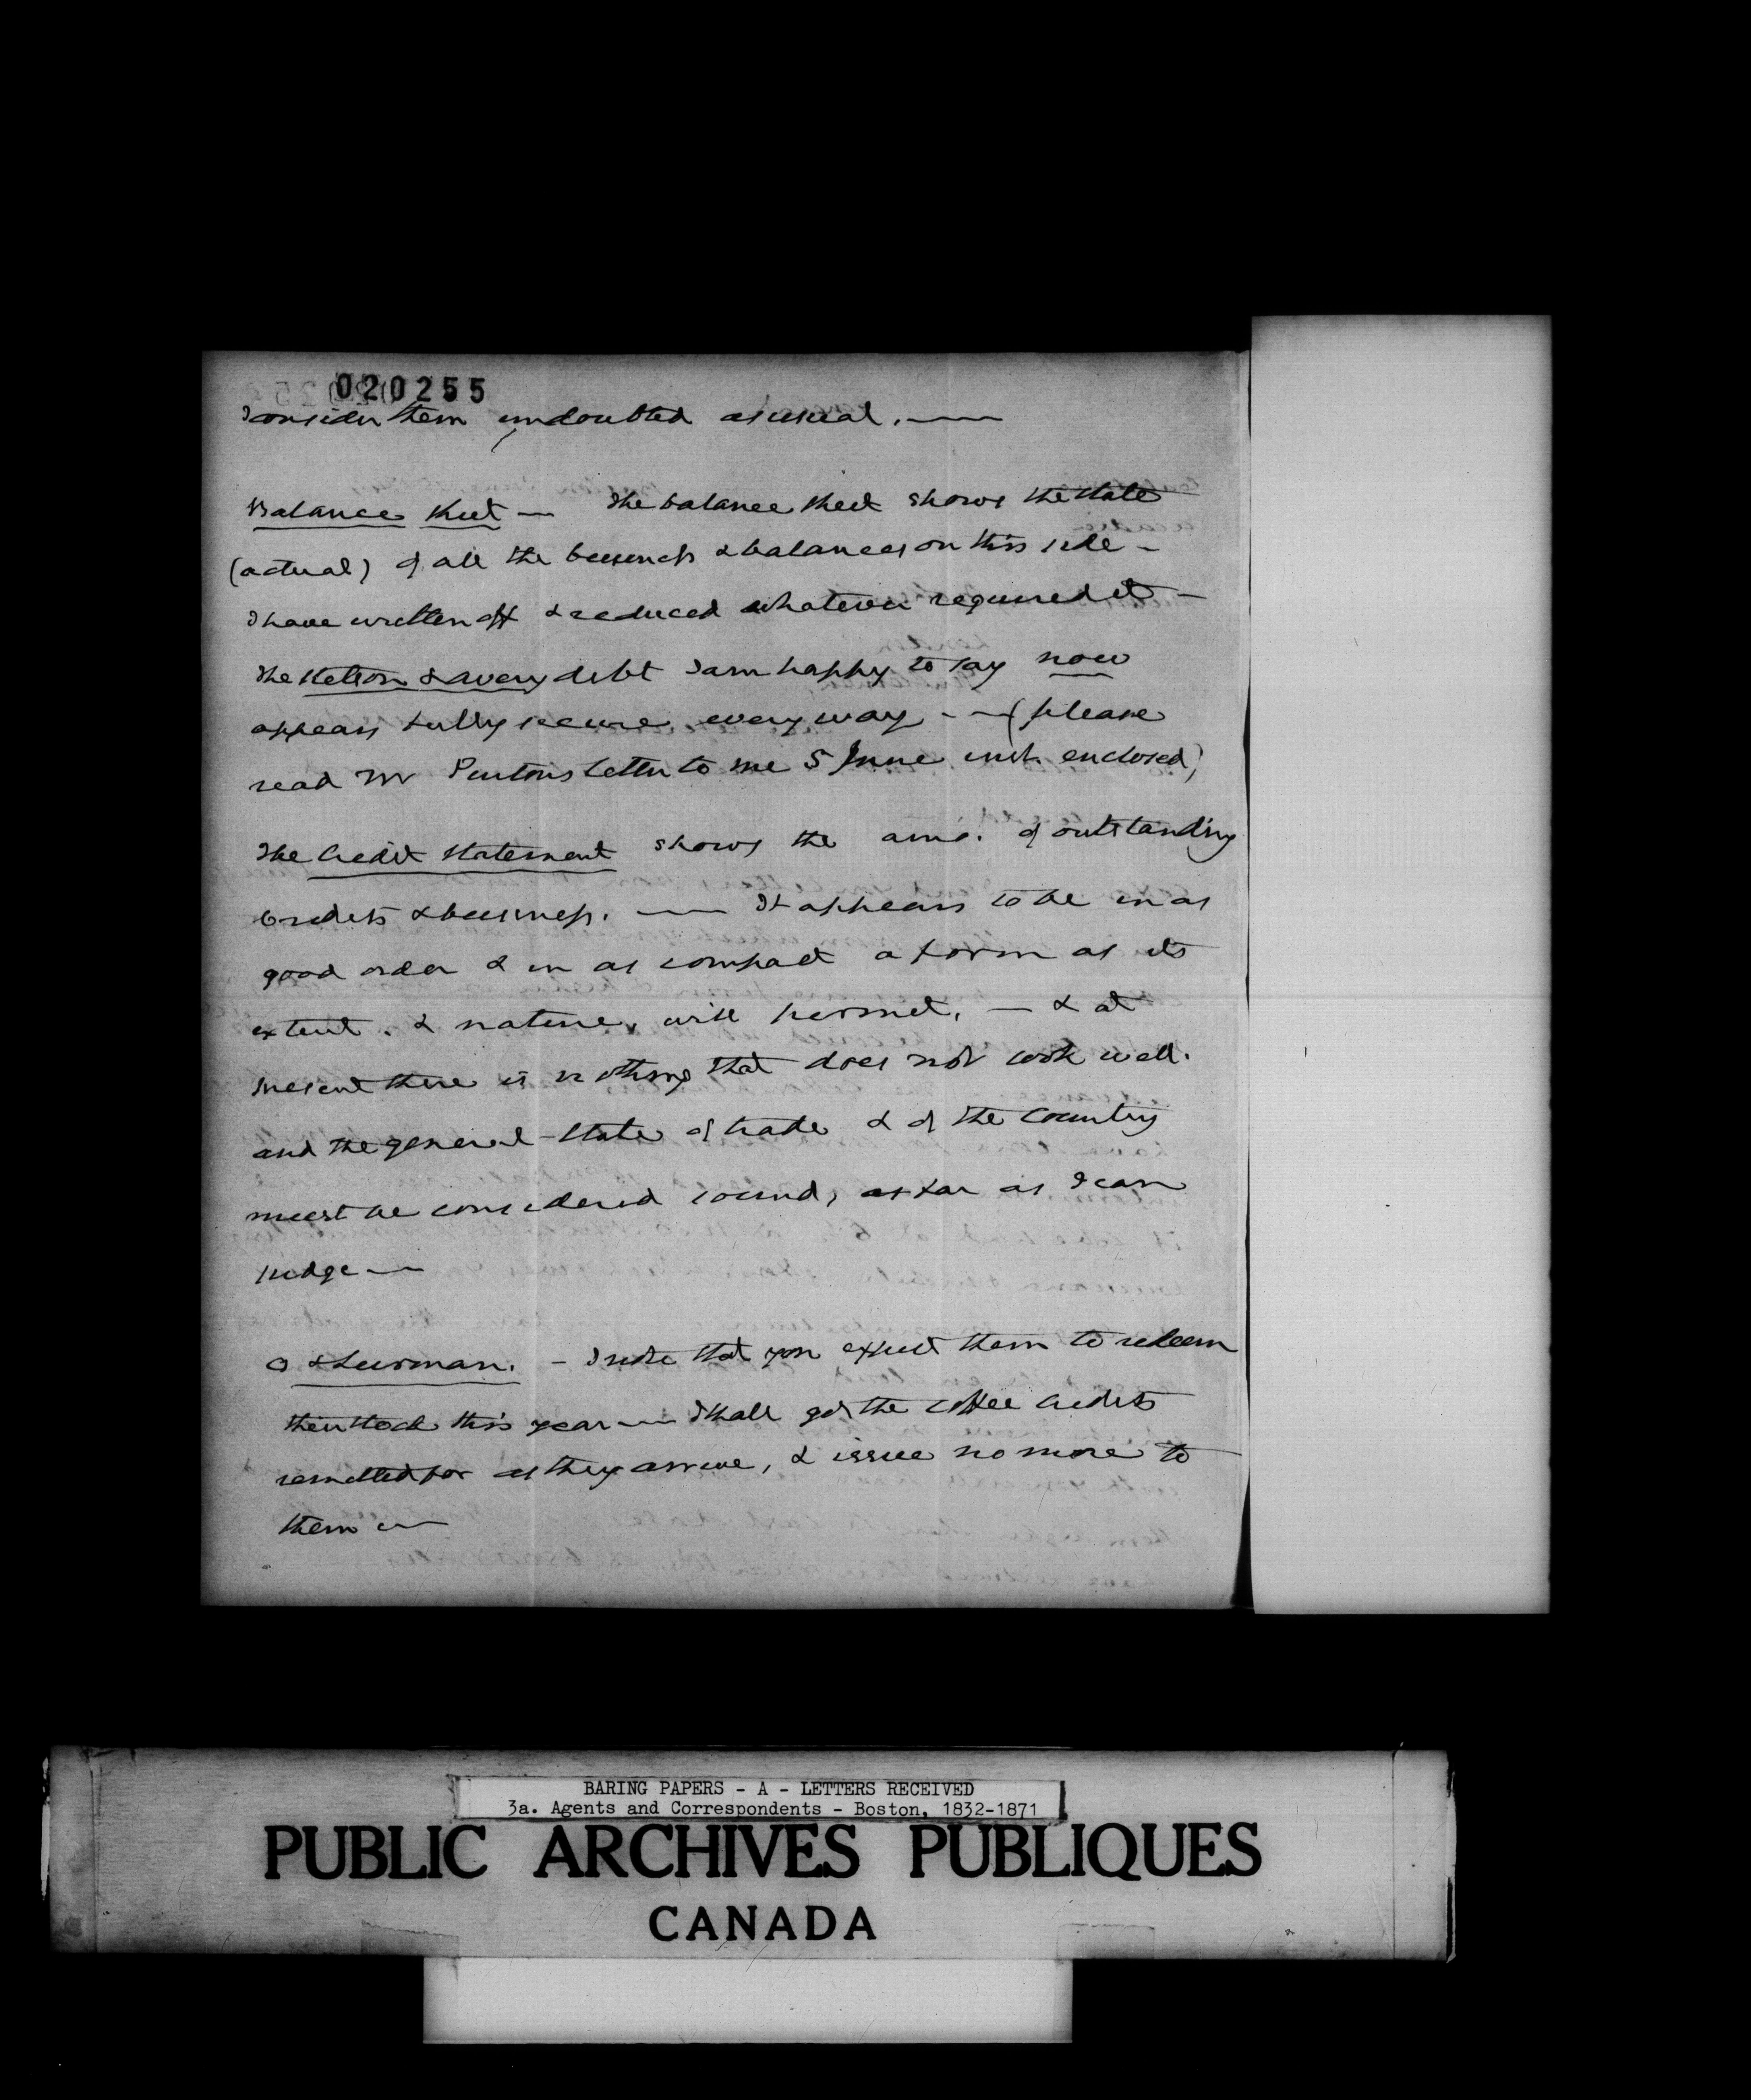 020255
I consider them undoubted as usual. —
Balance sheet — The balance sheet shows the state
(actual) of all the business & balances on this side —
I have written off & reduced whatever required it —
The Stetson & Avery debt I am happy to say now
appears fully secure every way — (please
read Mr letter to me 5 June inst. enclosed)
The Credit Statement shows the amo. of outstanding
Credits & business. — It appears to be in as
good order & in as compact a form as its
extent. & nature, will permit, — & at
present there is nothing that does not look well.
and the general State of trade & of the Country
must be considered sound, as far as I can
judge —
O & Luerman. — I note that you expect them to redeem
their stock this year — I shall get the coffee credits
remitted for as they arrive, & issue no more to
them —
BARING PAPERS - A - LETTERS RECEIVED
3a. Agents and Correspondents - Boston, 1832-1871
PUBLIC ARCHIVES PUBLIQUES
CANADA